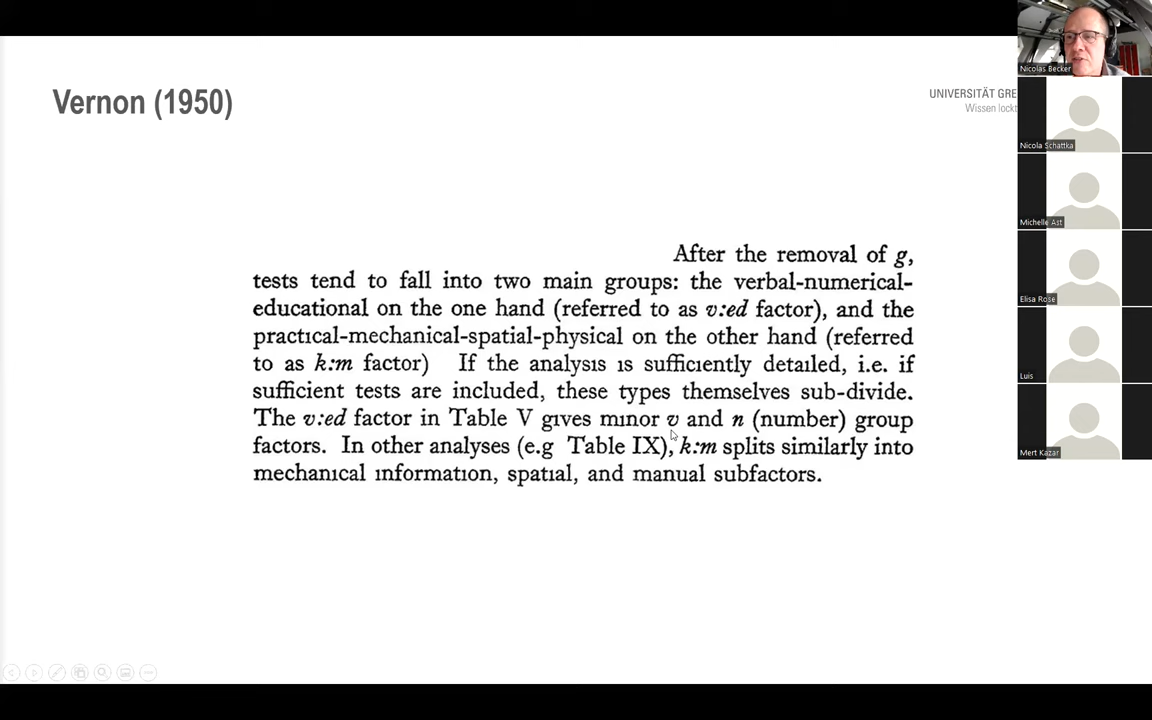 Vernon (1950)
UNIVERSITÄT GRE
Wissen lockt
After the removal of g,
tests tend to fall into two main groups: the verbal-numerical-
educational on the one hand (referred to as v:ed factor), and the
practical-mechanical-spatial-physical on the other hand (referred
to as k:m factor) If the analysis is sufficiently detailed, i.e. if
sufficient tests are included, these types themselves sub-divide.
The v:ed factor in Table V gives minor v and n (number) group
factors. In other analyses (e.g Table IX), k:m splits similarly into
mechanical information, spatial, and manual subfactors.
Nicolas Becker
Nicola Schattka
Michelle Ast
Elisa Rose
Luis
Mert Kazar